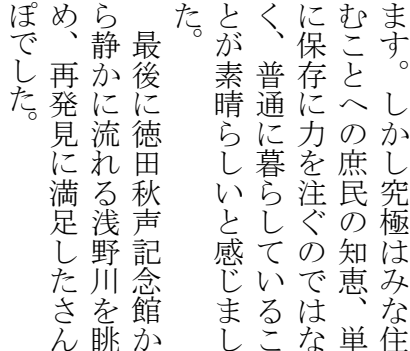 ます。しかし究極はみな住
むことへの庶民の知恵、単
に保存に力を注ぐのではな
く、普通に暮らしているこ
とが素晴らしいと感じまし
た。
最後に徳田秋声記念館か
ら静かに流れる浅野川を眺
め、再発見に満足したさん
ぽでした。